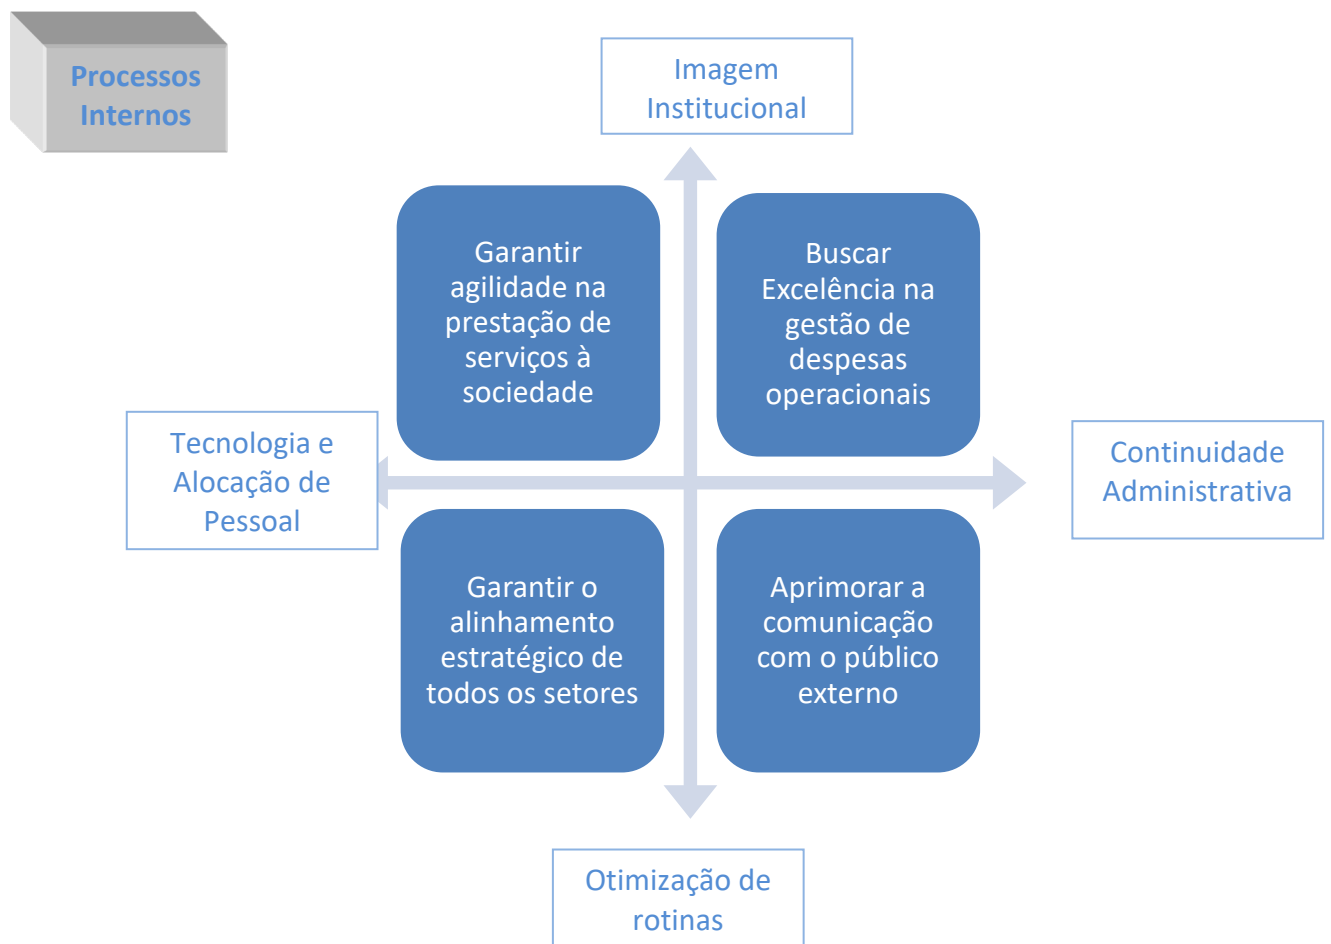 Processos
Internos
Imagem
Institucional
Garantir
agilidade na
prestação de
serviços à
sociedade
Buscar
Excelência na
gestão de
despesas
operacionais
Tecnologia e
Alocação de
Pessoal
Continuidade
Administrativa
Garantir o
alinhamento
estratégico de
todos os setores
Aprimorar a
comunicação
com o público
externo
Otimização de
rotinas